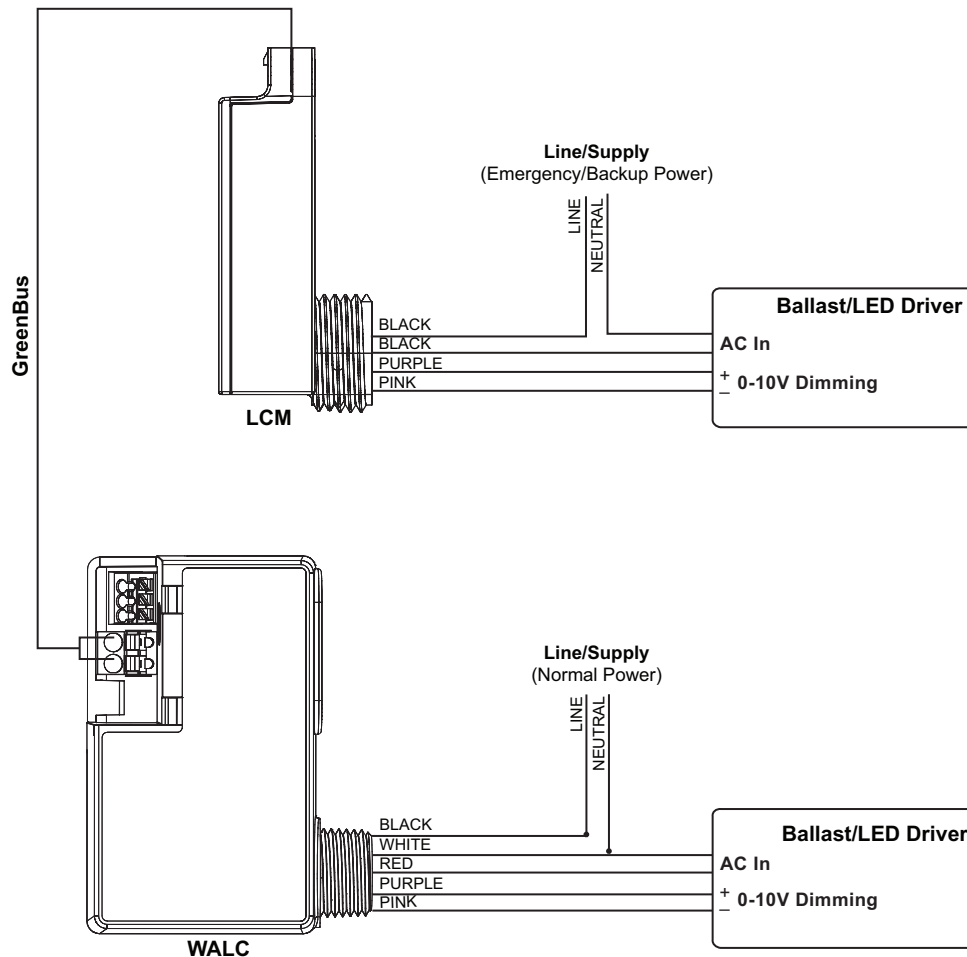 Line/Supply
(Emergency/Backup Power)
LINE
NEUTRAL
GreenBus
Ballast/LED Driver
BLACK
BLACK
AC In
PURPLE
+ 0-10V Dimming
PINK
–
LCM
Line/Supply
(Normal Power)
LINE
NEUTRAL
BLACK
Ballast/LED Driver
WHITE
RED
AC In
PURPLE
+ 0-10V Dimming
PINK
–
WALC